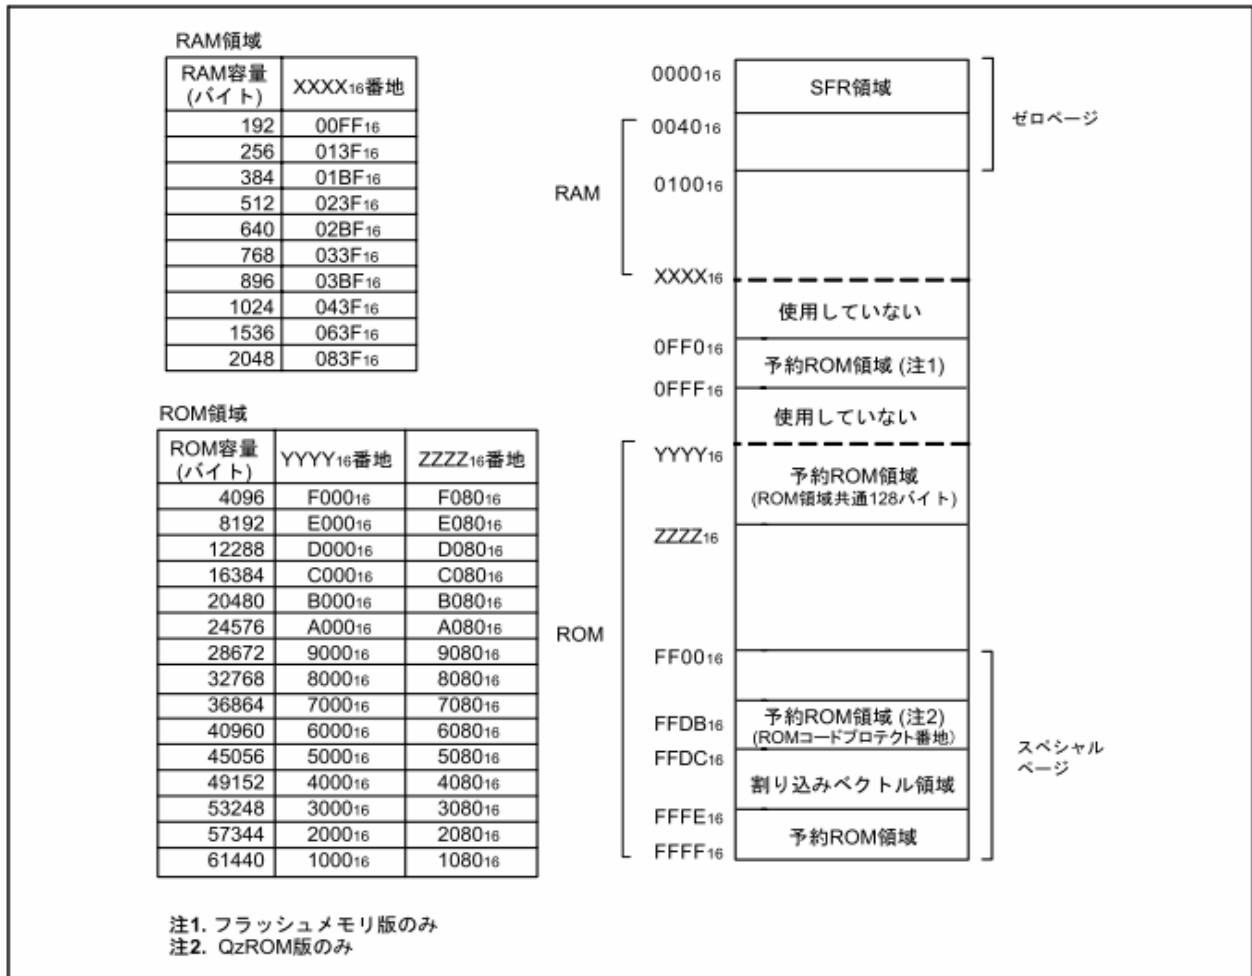 RAM領域
RAM容量
(バイト)
XXXX16番地
192 00FF16
256 013F16
384 01BF16
512 023F16
640 02BF16
768 033F16
896 03BF16
1024 043F16
1536 063F16
2048 083F16
ROM領域
ROM容量
(バイト)
YYYY16番地 ZZZZ16番地
4096 F00016 F08016
8192 E00016 E08016
12288 D00016 D08016
16384 C00016 C08016
20480 B00016 B08016
24576 A00016 A08016
28672 900016 908016
32768 800016 808016
36864 700016 708016
40960 600016 608016
45056 500016 508016
49152 400016 408016
53248 300016 308016
57344 200016 208016
61440 100016 108016
注1. フラッシュメモリ版のみ
注2. QzROM版のみ
000016
SFR領域
ゼロページ
004016
RAM
010016
XXXX16
使用していない
0FF016
予約ROM領域 (注1)
0FFF16
使用していない
YYYY16
予約ROM領域
(ROM領域共通128バイト)
ZZZZ16
ROM
FF0016
FFDB16
予約ROM領域 (注2)
(ROMコードプロテクト番地)
スペシャル
ページ
FFDC16
割り込みベクトル領域
FFFE16
予約ROM領域
FFFF16